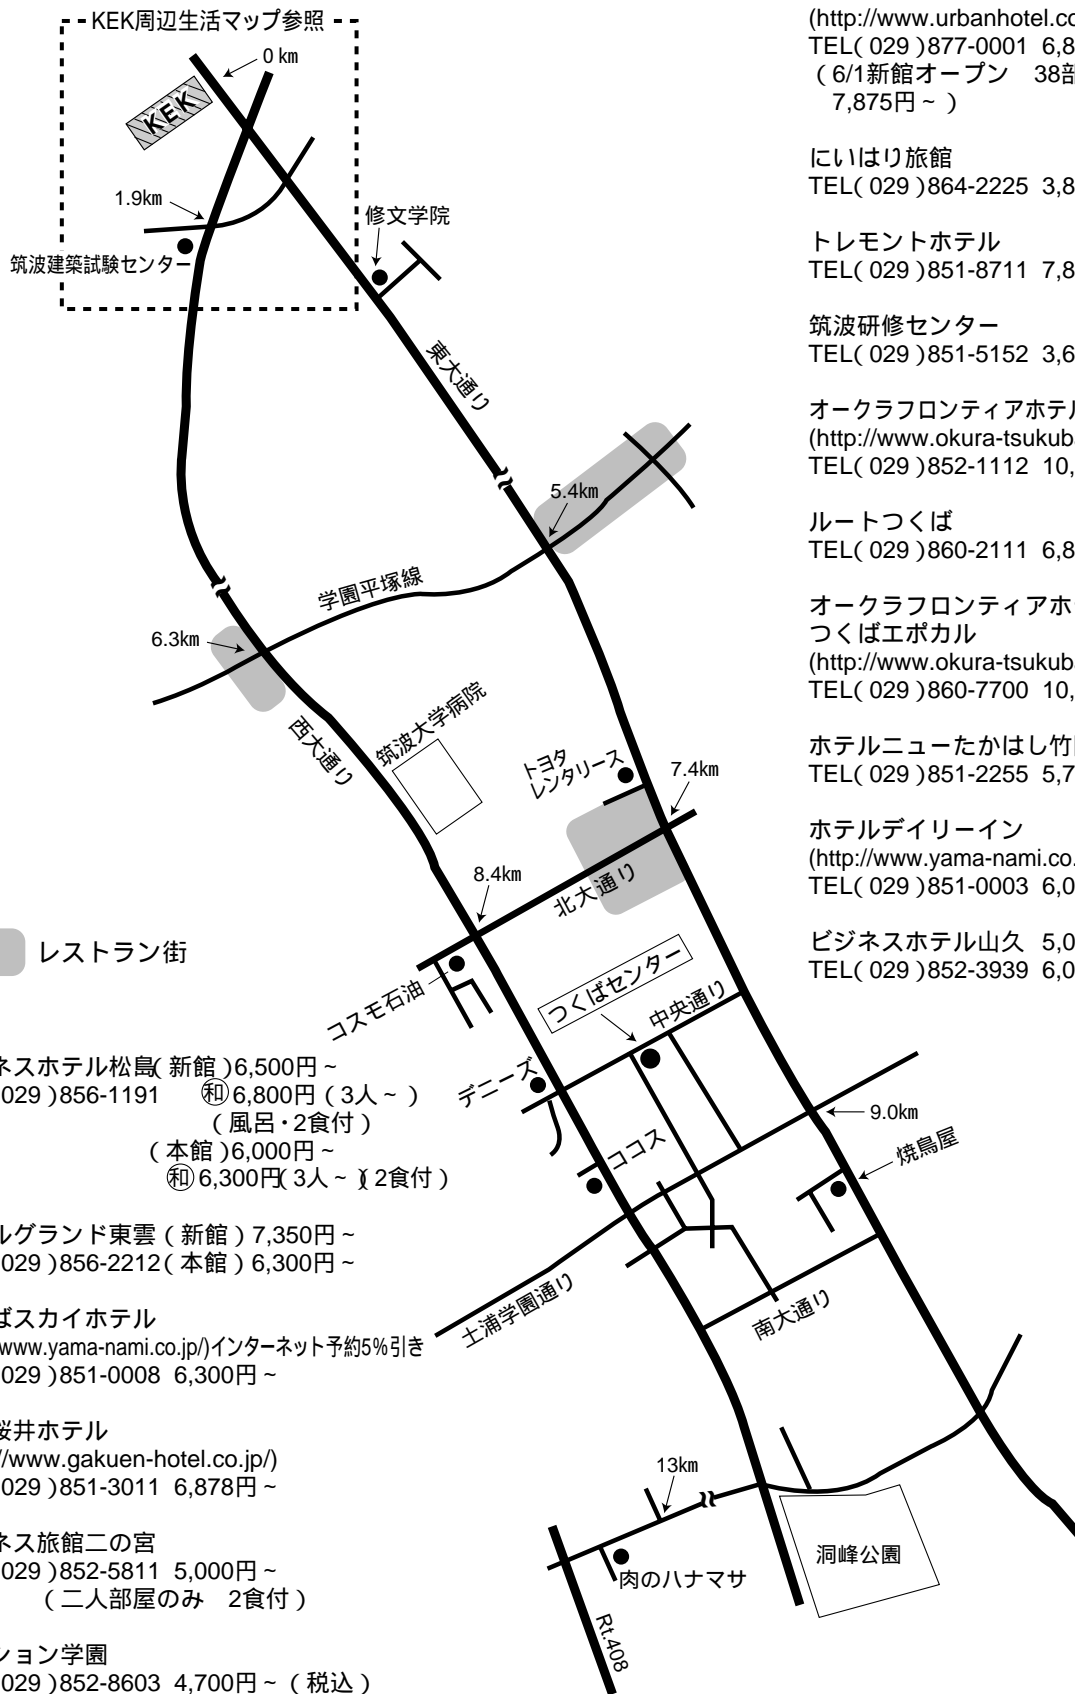 KEK周辺生活マップ参照
0km
KEK
1.9km
筑波建築試験センター
修文学院
東大通り
5.4km
学園平塚線
6.3km
西大通り
筑波大学病院
トヨタ
レンタリース
7.4km
8.4km
北大通り
レストラン街
コスモ石油
つくばセンター
中央通り
デニーズ
9.0km
ココス
焼鳥屋
土浦学園通り
南大通り
13km
肉のハナマサ
洞峰公園
Rt.408
(http://www.urbanhotel.co
TEL(029)877-0001 6,8
(6/1新館オープン 38部
7,875円~)
にいはり旅館
TEL(029)864-2225 3,8
トレモントホテル
TEL(029)851-8711 7,8
筑波研修センター
TEL(029)851-5152 3,6
オークラフロンティアホテル
(http://www.okura-tsukuba
TEL(029)852-1112 10,
ルートつくば
TEL(029)860-2111 6,8
オークラフロンティアホ
つくばエポカル
(http://www.okura-tsukuba
TEL(029)860-7700 10,
ホテルニューたかはし竹
TEL(029)851-2255 5,7
ホテルデイリーイン
(http://www.yama-nami.co.
TEL(029)851-0003 6,0
ビジネスホテル山久 5,0
TEL(029)852-3939 6,0
ネスホテル松島(新館)6,500円~
029)856-1191 ㊐6,800円(3人~)
(風呂・2食付)
(本館)6,000円~
㊐6,300円(3人~)(2食付)
ルグランド東雲(新館)7,350円~
029)856-2212(本館)6,300円~
ばスカイホテル
www.yama-nami.co.jp/)インターネット予約5%引き
029)851-0008 6,300円~
桜井ホテル
//www.gakuen-hotel.co.jp/)
029)851-3011 6,878円~
ネス旅館二の宮
029)852-5811 5,000円~
(二人部屋のみ 2食付)
ション学園
029)852-8603 4,700円~(税込)